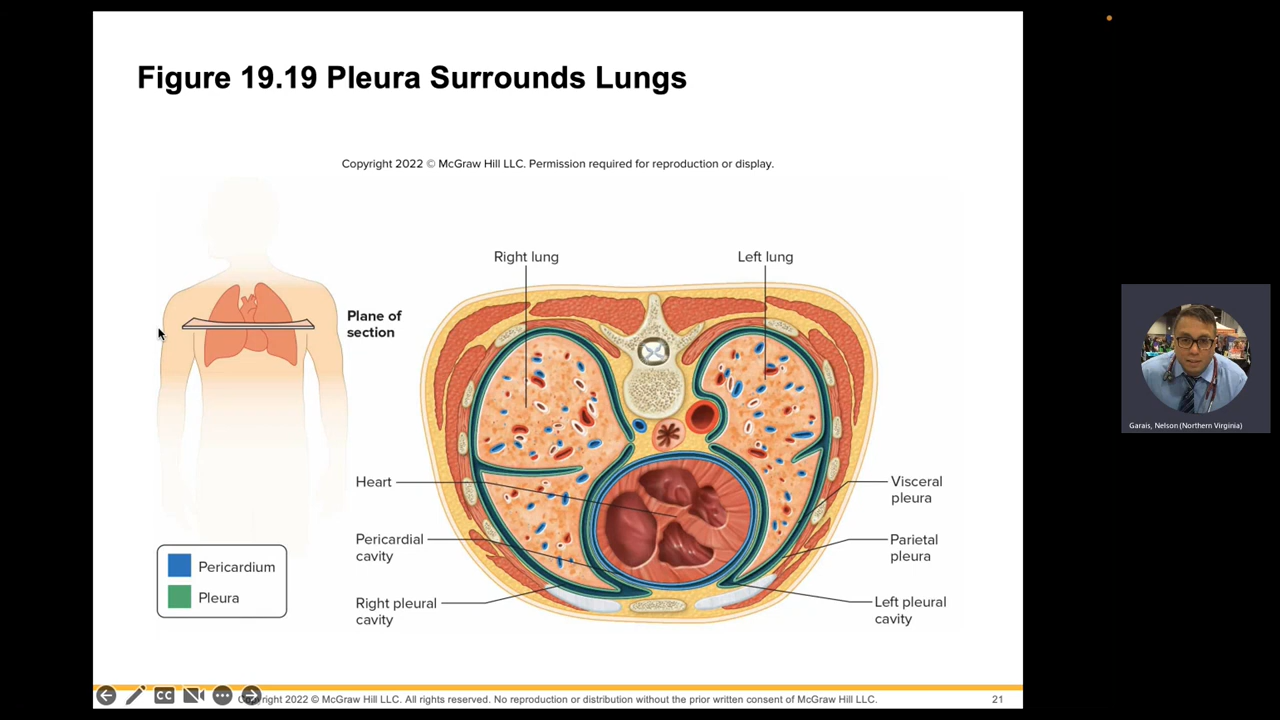 Figure 19.19 Pleura Surrounds Lungs
Copyright 2022 © McGraw Hill LLC. Permission required for reproduction or display.
Right lung
Left lung
Plane of
section
Heart
Visceral
pleura
Pericardial
cavity
Parietal
pleura
Right pleural
cavity
Left pleural
cavity
Pericardium
Pleura
Garais, Nelson (Northern Virginia)
CC
right 2022 © McGraw Hill LLC. All rights reserved. No reproduction or distribution without the prior written consent of McGraw Hill LLC.
21